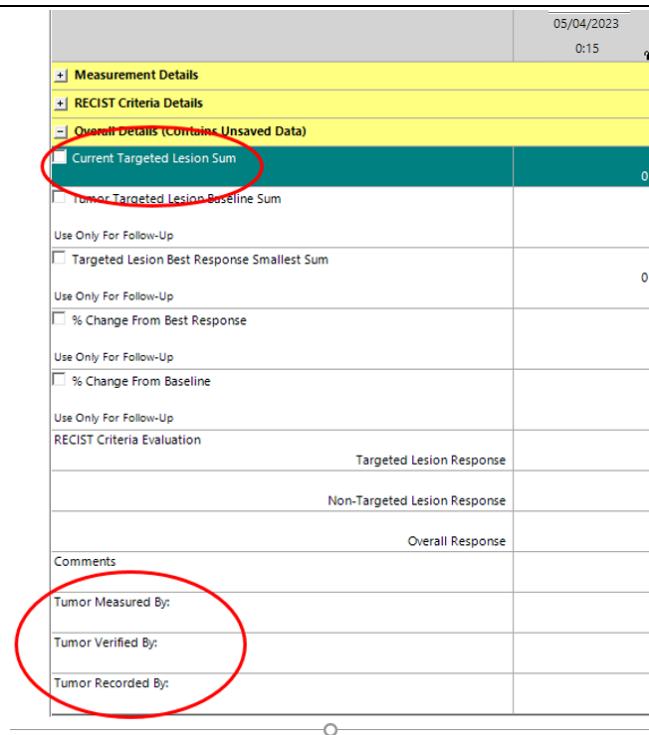 05/04/2023
0:15
Measurement Details
RECIST Criteria Details
Overall Details (Contains Unsaved Data)
Current Targeted Lesion Sum
0
Tumor Targeted Lesion Baseline Sum
Use Only For Follow-Up
Targeted Lesion Best Response Smallest Sum
0
Use Only For Follow-Up
% Change From Best Response
Use Only For Follow-Up
% Change From Baseline
Use Only For Follow-Up
RECIST Criteria Evaluation
Targeted Lesion Response
Non-Targeted Lesion Response
Overall Response
Comments
Tumor Measured By:
Tumor Verified By:
Tumor Recorded By: